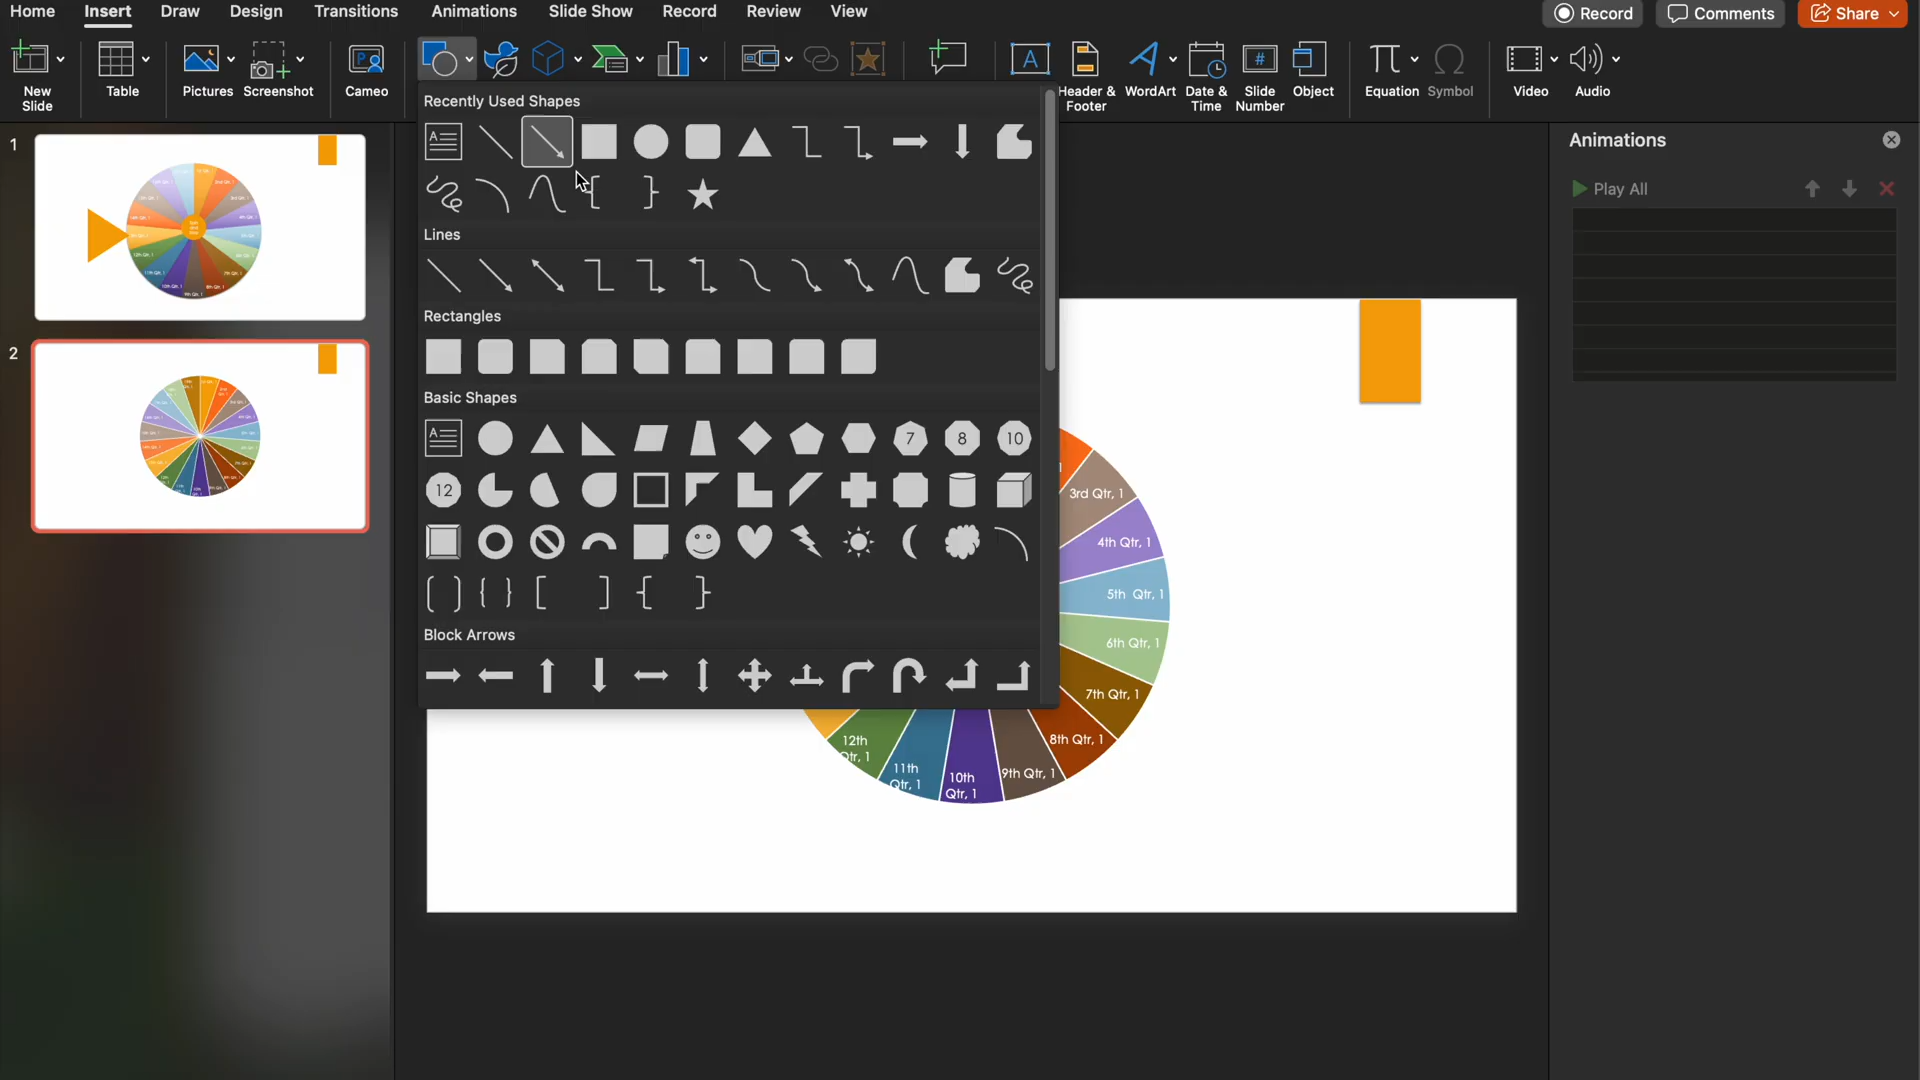 Home Insert Draw Design Transitions Animations Slide Show Record Review View
Record Comments Share
New Slide
Table
Pictures
Screenshot
Cameo
Header & Footer
WordArt
Date & Time
Slide Number
Object
Equation
Symbol
Video
Audio
Recently Used Shapes
Lines
Rectangles
Basic Shapes
7 8 10
12
Block Arrows
1
2
Animations
Play All
3rd Qtr, 1
4th Qtr, 1
5th Qtr, 1
6th Qtr, 1
7th Qtr, 1
8th Qtr, 1
9th Qtr, 1
10th Qtr, 1
11th Qtr, 1
12th Qtr, 1